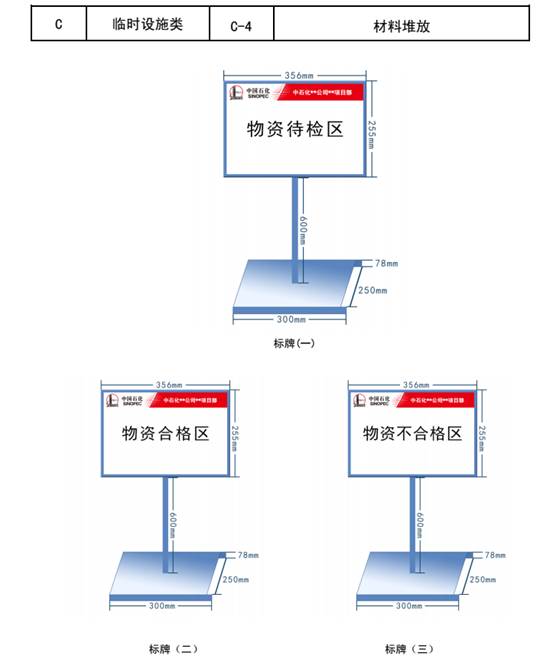 C 临时设施类 C-4 材料堆放
356mm
中国石化
SINOPEC
中石化**公司**项目部
物资待检区
255mm
600mm
78mm
250mm
300mm
标牌(一)
356mm
中国石化
SINOPEC
中石化**公司**项目部
物资合格区
255mm
600mm
78mm
250mm
300mm
标牌（二）
356mm
中国石化
SINOPEC
中石化**公司**项目部
物资不合格区
255mm
600mm
78mm
250mm
300mm
标牌（三）